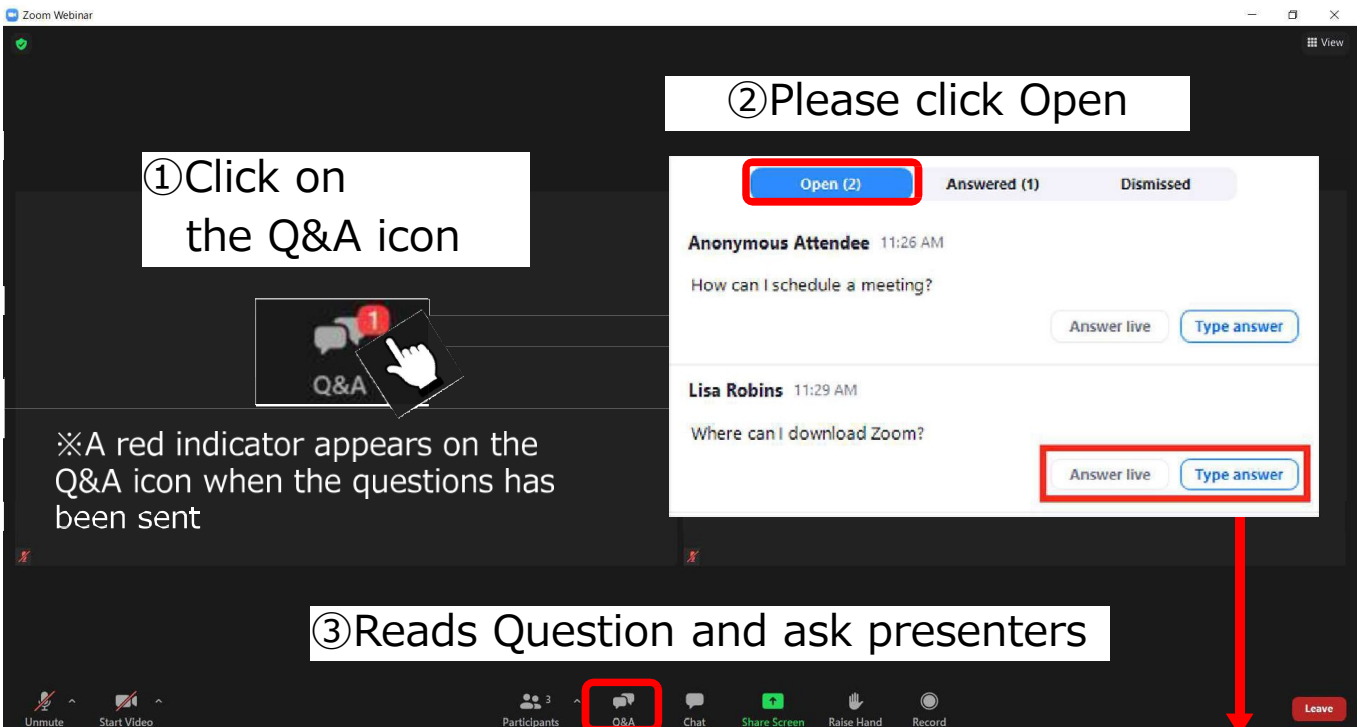 Zoom Webinar
View
②Please click Open
①Click on
the Q&A icon
Open (2) Answered (1) Dismissed
Anonymous Attendee 11:26 AM
How can I schedule a meeting?
Answer live Type answer
1
Q&A
Lisa Robins 11:29 AM
Where can I download Zoom?
Answer live Type answer
※A red indicator appears on the
Q&A icon when the questions has
been sent
③Reads Question and ask presenters
3
Unmute Start Video Participants Q&A Chat Share Screen Raise Hand Record Leave